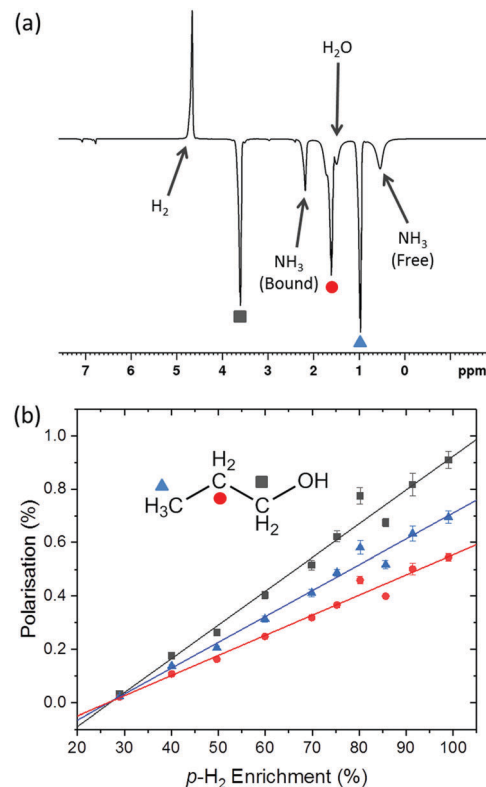 (a)
H₂O
H₂
NH₃
(Bound)
NH₃
(Free)
7 6 5 4 3 2 1 0 ppm
(b)
H₂
C
OH
H₃C
C
H₂
Polarisation (%)
1.0
0.8
0.6
0.4
0.2
0.0
20 30 40 50 60 70 80 90 100
p-H₂ Enrichment (%)